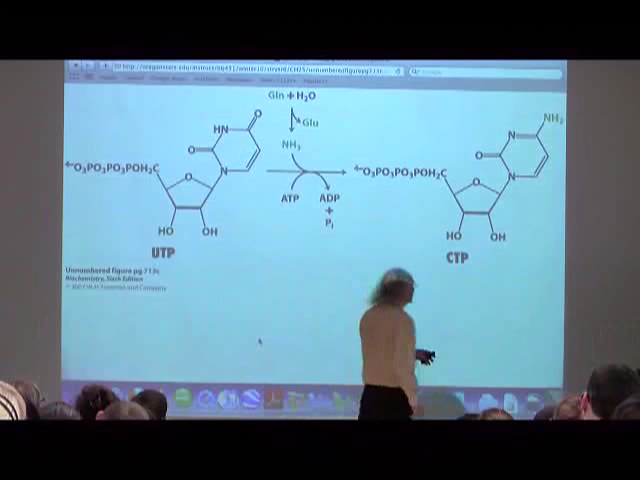 Gln + H₂O
Glu
NH₃
ATP
ADP
+
Pᵢ
⁻O₃PO₃PO₃POH₂C
O
HN
O
N
O
HO
OH
UTP
⁻O₃PO₃PO₃POH₂C
NH₂
N
O
N
O
HO
OH
CTP
Unnumbered figure pg 713c
Biochemistry, Sixth Edition